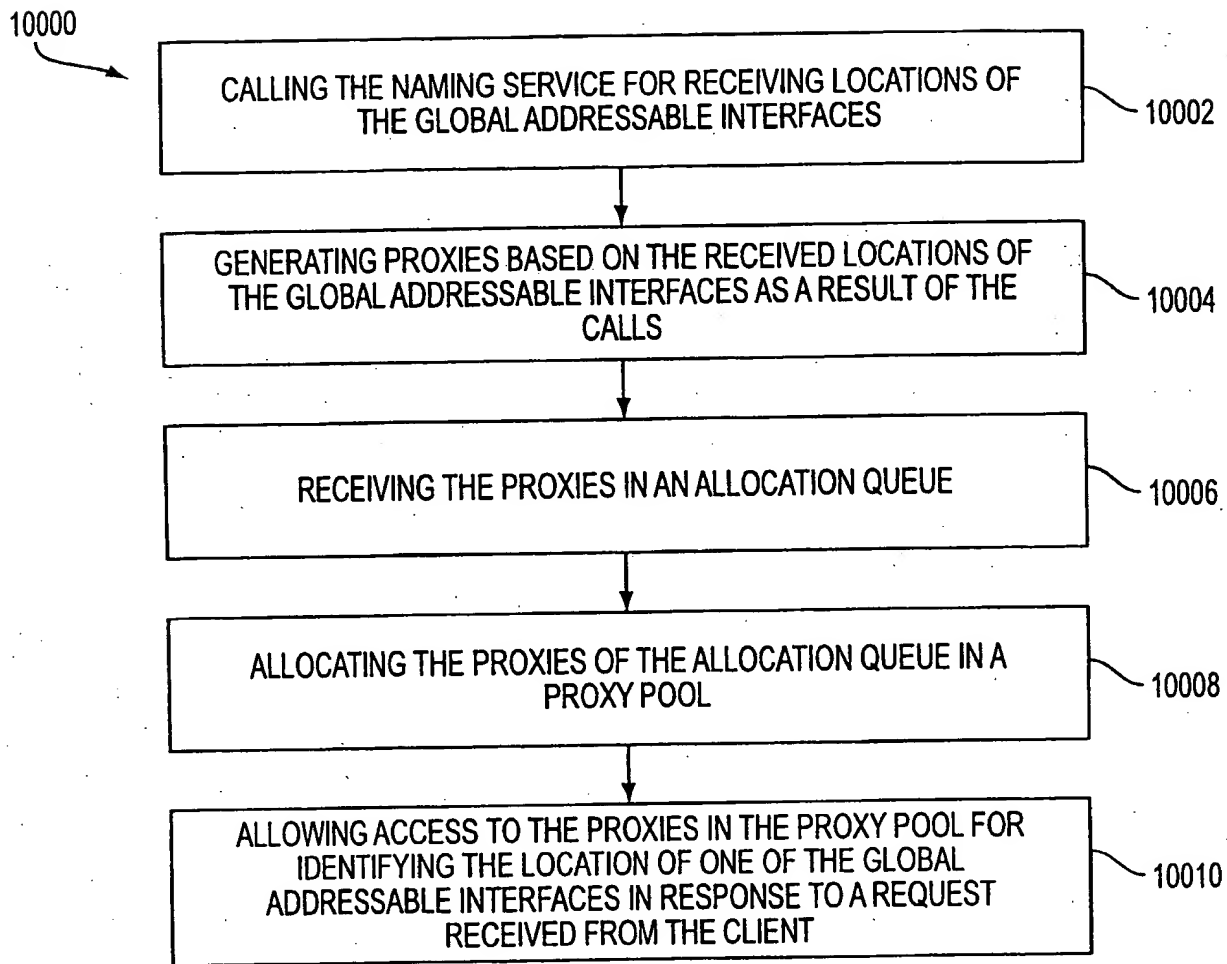 10000
CALLING THE NAMING SERVICE FOR RECEIVING LOCATIONS OF
THE GLOBAL ADDRESSABLE INTERFACES
10002
GENERATING PROXIES BASED ON THE RECEIVED LOCATIONS OF
THE GLOBAL ADDRESSABLE INTERFACES AS A RESULT OF THE
CALLS
10004
RECEIVING THE PROXIES IN AN ALLOCATION QUEUE
10006
ALLOCATING THE PROXIES OF THE ALLOCATION QUEUE IN A
PROXY POOL
10008
ALLOWING ACCESS TO THE PROXIES IN THE PROXY POOL FOR
IDENTIFYING THE LOCATION OF ONE OF THE GLOBAL
ADDRESSABLE INTERFACES IN RESPONSE TO A REQUEST
RECEIVED FROM THE CLIENT
10010